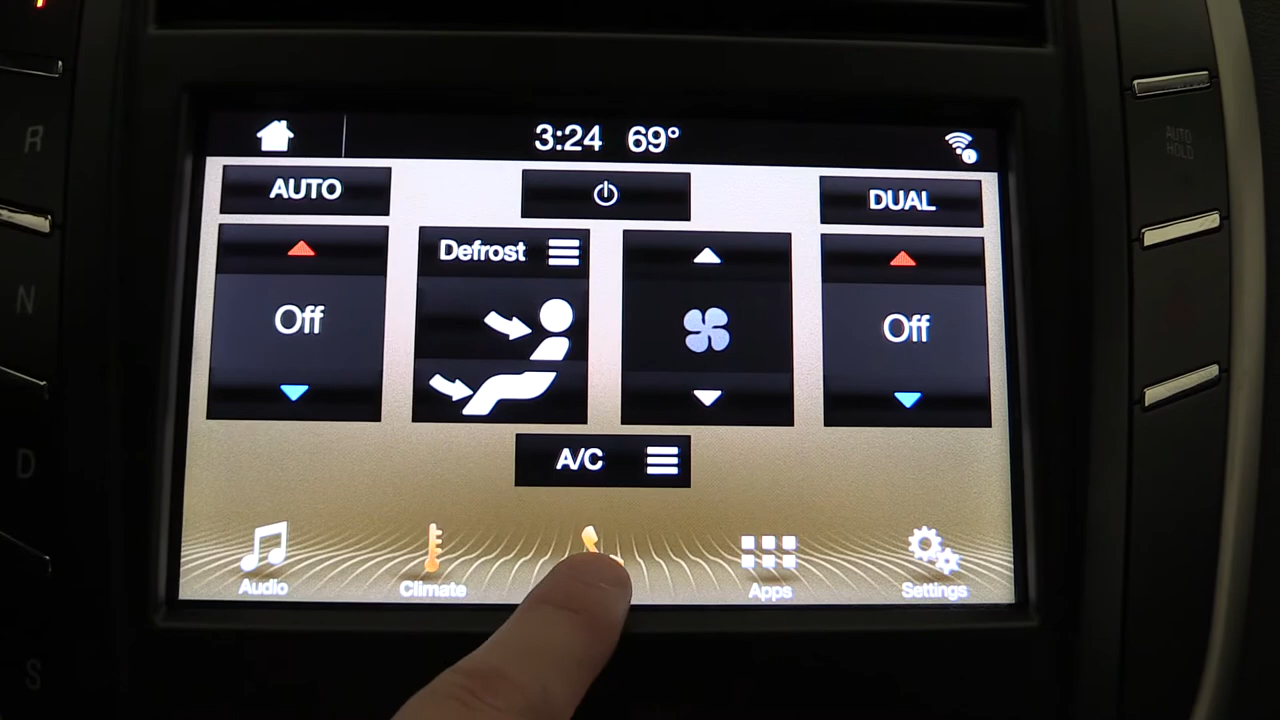 R
N
D
S
3:24 69°
AUTO
DUAL
Off
Defrost
Off
A/C
Audio
Climate
Apps
Settings
AUTO
HOLD